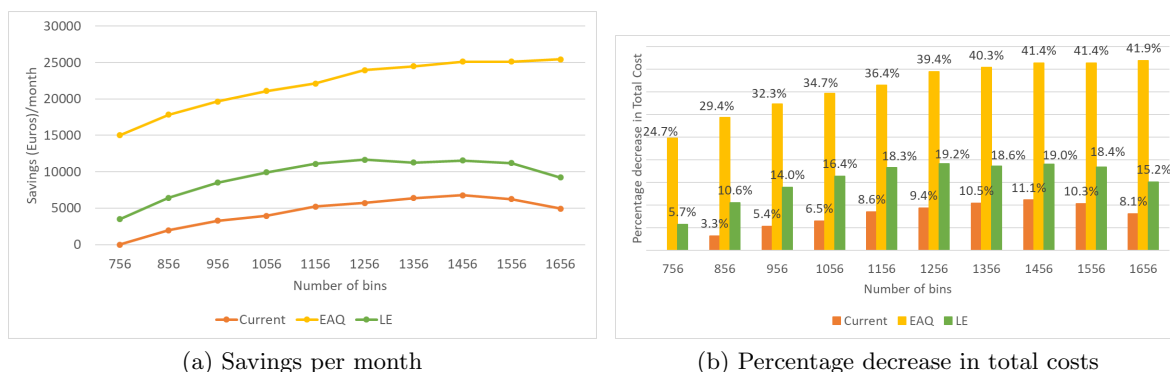 30000
25000
20000
15000
10000
5000
0
Savings (Euros)/month
756 856 956 1056 1156 1256 1356 1456 1556 1656
Number of bins
Current EAQ LE
(a) Savings per month
Percentage decrease in Total Cost
24.7% 29.4% 32.3% 34.7% 36.4% 39.4% 40.3% 41.4% 41.4% 41.9%
5.7% 10.6% 14.0% 16.4% 18.3% 19.2% 18.6% 19.0% 18.4% 15.2%
3.3% 5.4% 6.5% 8.6% 9.4% 10.5% 11.1% 10.3% 8.1%
756 856 956 1056 1156 1256 1356 1456 1556 1656
Number of bins
Current EAQ LE
(b) Percentage decrease in total costs